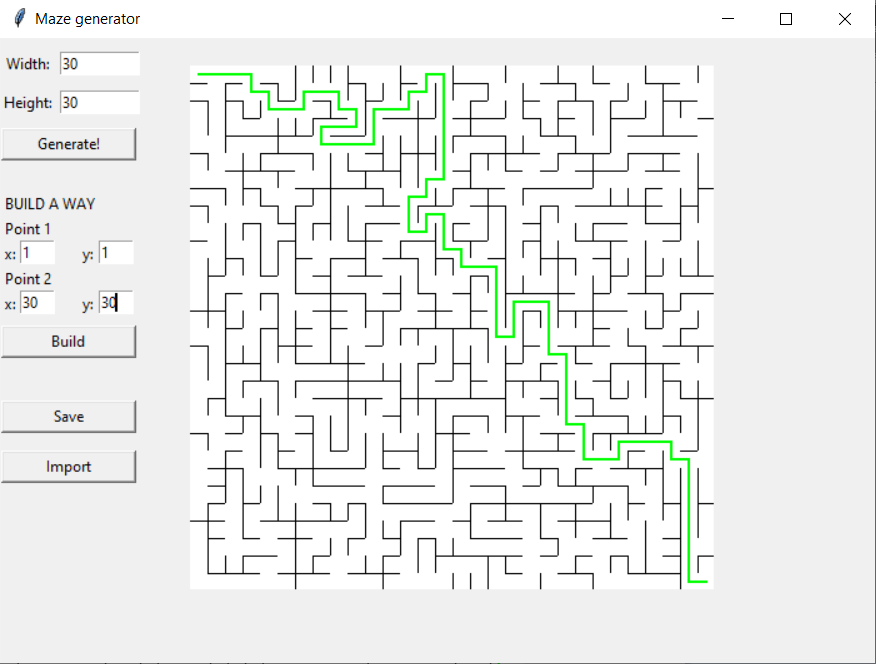 Maze generator
Width: 30
Height: 30
Generate!
BUILD A WAY
Point 1
x: 1 y: 1
Point 2
x: 30 y: 30
Build
Save
Import